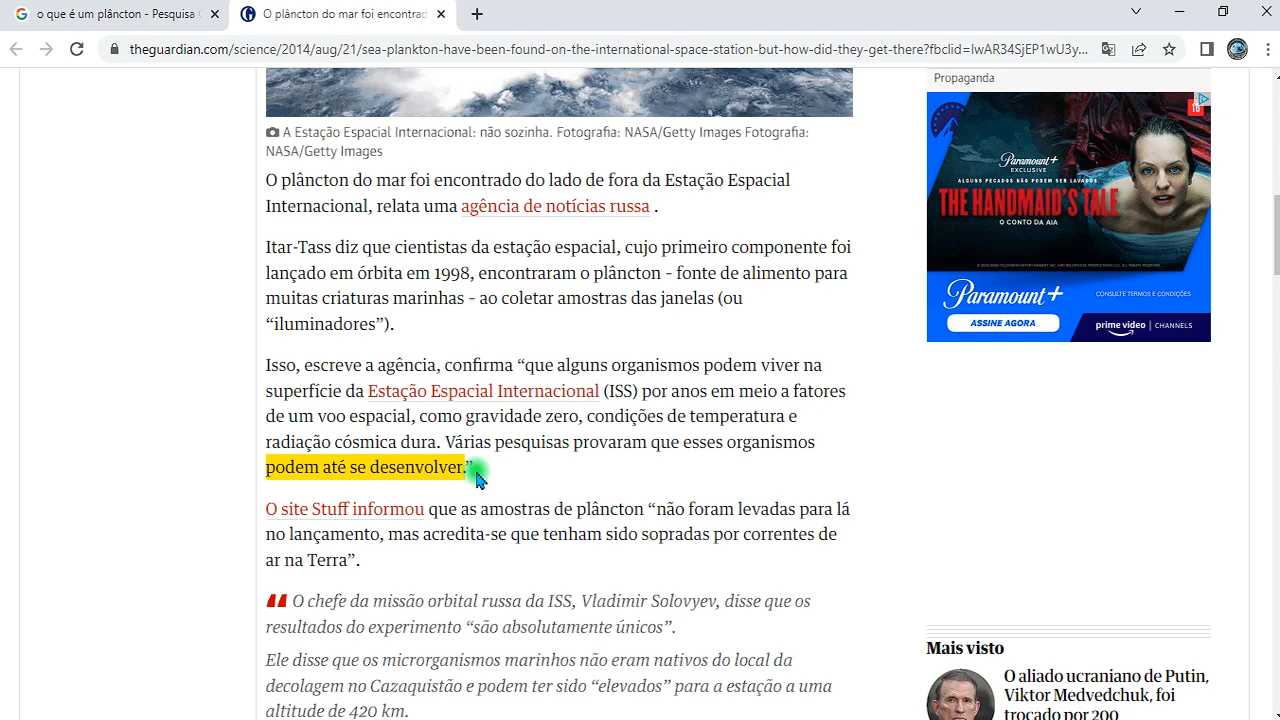 o que é um plâncton - Pesquisa
O plâncton do mar foi encontrad
theguardian.com/science/2014/aug/21/sea-plankton-have-been-found-on-the-international-space-station-but-how-did-they-get-there?fbclid=IwAR34SjEP1wU3y...
A Estação Espacial Internacional: não sozinha. Fotografia: NASA/Getty Images Fotografia:
NASA/Getty Images
O plâncton do mar foi encontrado do lado de fora da Estação Espacial
Internacional, relata uma agência de notícias russa .
Itar-Tass diz que cientistas da estação espacial, cujo primeiro componente foi
lançado em órbita em 1998, encontraram o plâncton – fonte de alimento para
muitas criaturas marinhas – ao coletar amostras das janelas (ou
“iluminadores”).
Isso, escreve a agência, confirma “que alguns organismos podem viver na
superfície da Estação Espacial Internacional (ISS) por anos em meio a fatores
de um voo espacial, como gravidade zero, condições de temperatura e
radiação cósmica dura. Várias pesquisas provaram que esses organismos
podem até se desenvolver.”
O site Stuff informou que as amostras de plâncton “não foram levadas para lá
no lançamento, mas acredita-se que tenham sido sopradas por correntes de
ar na Terra”.
O chefe da missão orbital russa da ISS, Vladimir Solovyev, disse que os
resultados do experimento “são absolutamente únicos”.
Ele disse que os microrganismos marinhos não eram nativos do local da
decolagem no Cazaquistão e podem ter sido “elevados” para a estação a uma
altitude de 420 km.
Propaganda
16
Paramount+
EXCLUSIVE
ALGUNS PECADOS NÃO PODEM SER LAVADOS.
THE HANDMAID'S TALE
O CONTO DA AIA
Paramount+
CONSULTE TERMOS E CONDIÇÕES
ASSINE AGORA
prime video | CHANNELS
Mais visto
O aliado ucraniano de Putin,
Viktor Medvedchuk, foi
trocado por 200